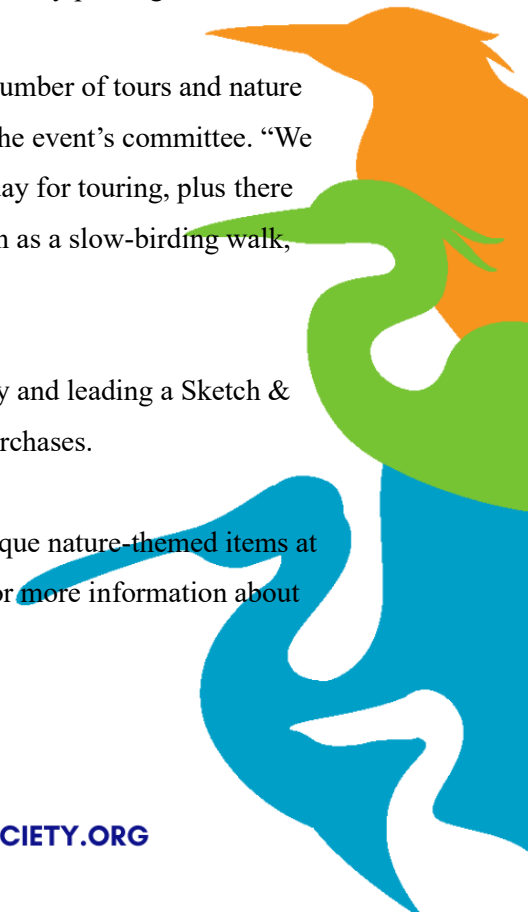 umber of tours and nature
he event’s committee. “We
ay for touring, plus there
n as a slow-birding walk,
y and leading a Sketch &
rchases.
que nature-themed items at
or more information about
CIETY.ORG